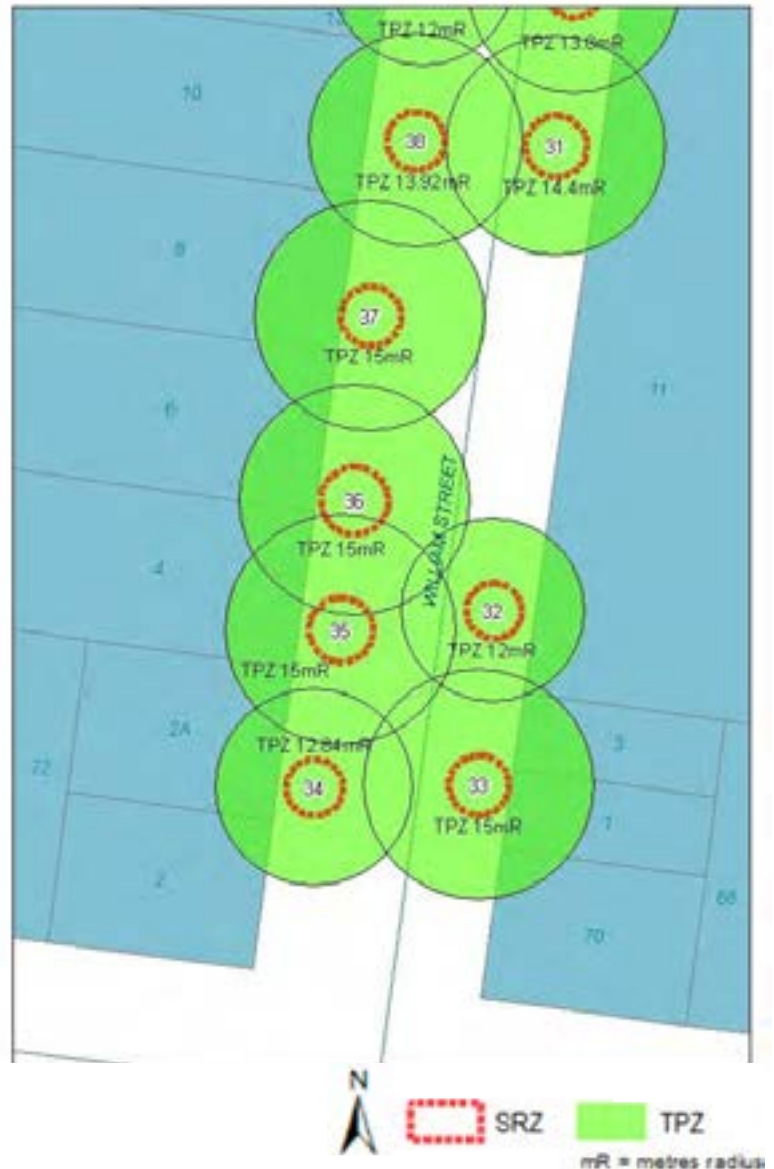 TPZ 12mR
TPZ 13.6mR
10
38
31
TPZ 13.92mR
TPZ 14.4mR
8
37
TPZ 15mR
11
6
36
WILLIAM STREET
TPZ 15mR
4
32
35
TPZ 12mR
TPZ 15mR
2A
TPZ 12.84mR
3
22
34
33
TPZ 15mR
1
2
68
70
N
SRZ
TPZ
mR = metres radius